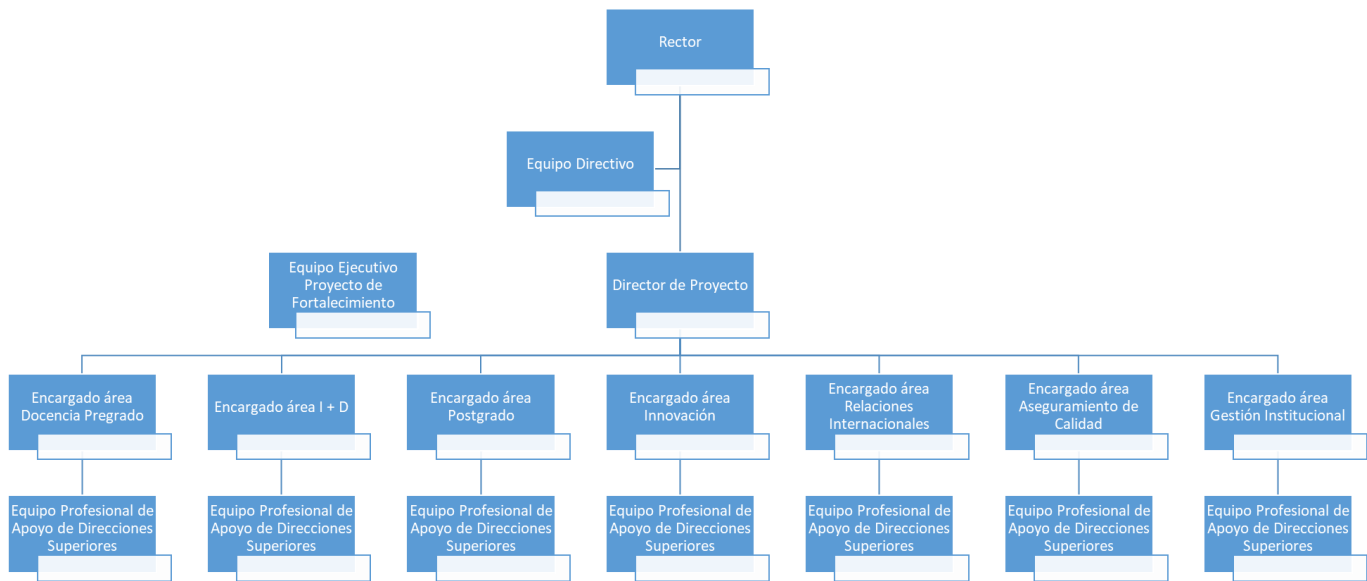 Rector
Equipo Directivo
Equipo Ejecutivo
Proyecto de
Fortalecimiento
Director de Proyecto
Encargado área
Docencia Pregrado
Encargado área I + D
Encargado área
Postgrado
Encargado área
Innovación
Encargado área
Relaciones
Internacionales
Encargado área
Aseguramiento de
Calidad
Encargado área
Gestión Institucional
Equipo Profesional de
Apoyo de Direcciones
Superiores
Equipo Profesional de
Apoyo de Direcciones
Superiores
Equipo Profesional de
Apoyo de Direcciones
Superiores
Equipo Profesional de
Apoyo de Direcciones
Superiores
Equipo Profesional de
Apoyo de Direcciones
Superiores
Equipo Profesional de
Apoyo de Direcciones
Superiores
Equipo Profesional de
Apoyo de Direcciones
Superiores